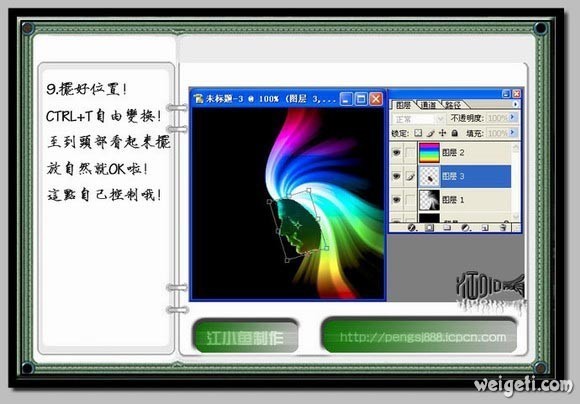 9.擺好位置!
CTRL+T自由變換!
至到頭部看起來擺
放自然就OK啦!
這點自己控制哦!
未标题-3 @ 100% (图层 3,...
图层 通道 路径
正常 不透明度: 100%
锁定: 填充: 100%
图层 2
图层 3
图层 1
江小鱼制作
http://pengsj888.icpcn.com
weigeti.com